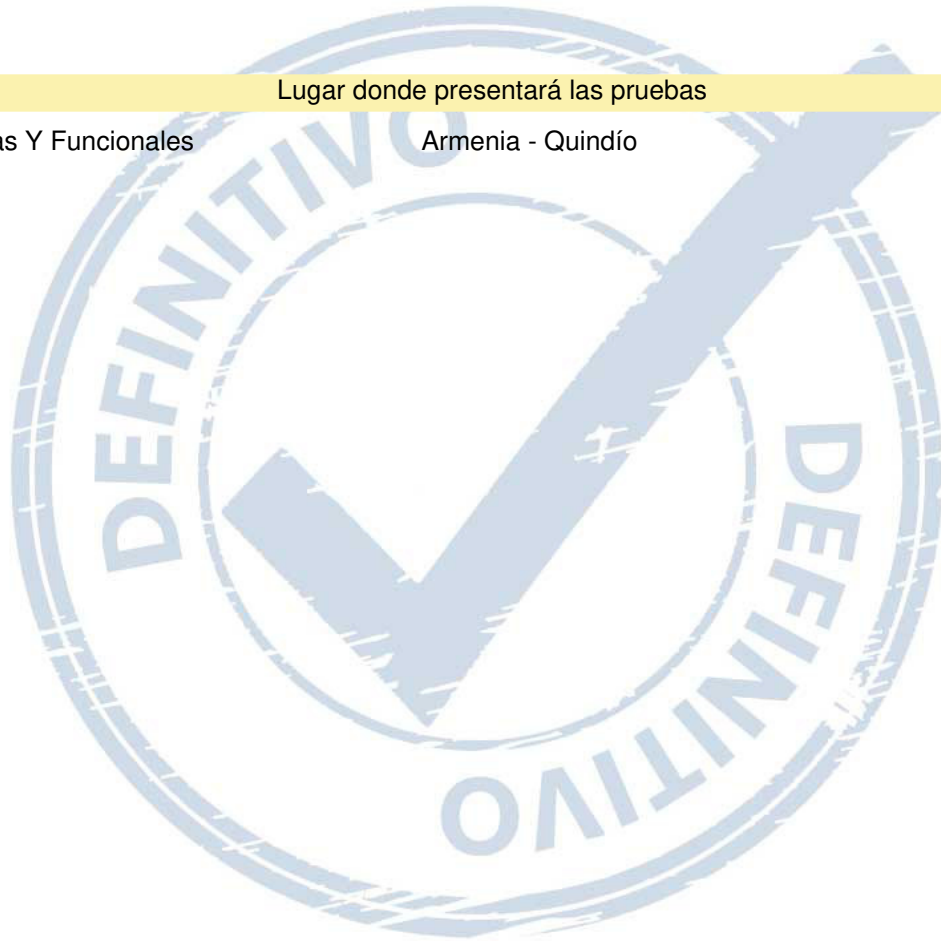 Lugar donde presentará las pruebas
as Y Funcionales Armenia - Quindío
DEFINITIVO
DEFINITIVO